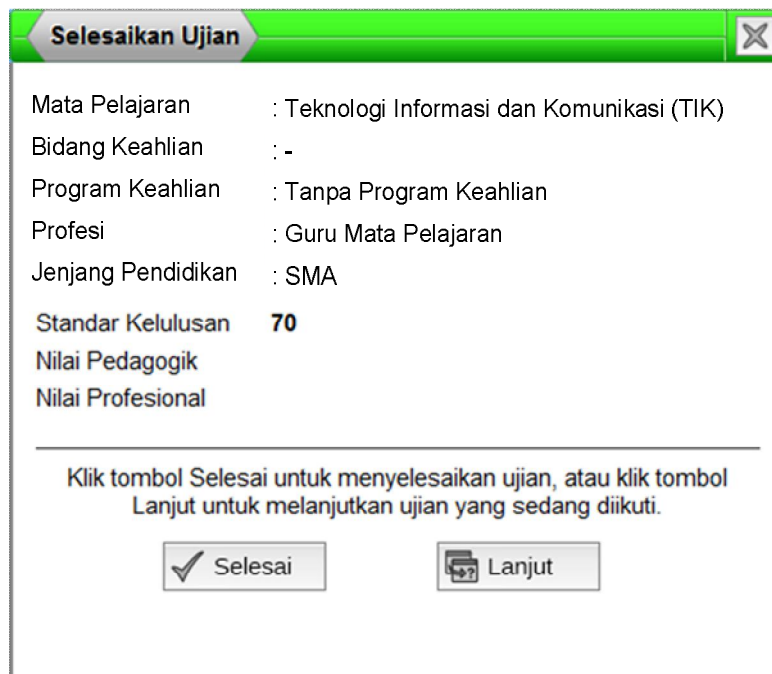 Selesaikan Ujian
Mata Pelajaran : Teknologi Informasi dan Komunikasi (TIK)
Bidang Keahlian : -
Program Keahlian : Tanpa Program Keahlian
Profesi : Guru Mata Pelajaran
Jenjang Pendidikan : SMA
Standar Kelulusan 70
Nilai Pedagogik
Nilai Profesional
Klik tombol Selesai untuk menyelesaikan ujian, atau klik tombol
Lanjut untuk melanjutkan ujian yang sedang diikuti.
Selesai Lanjut